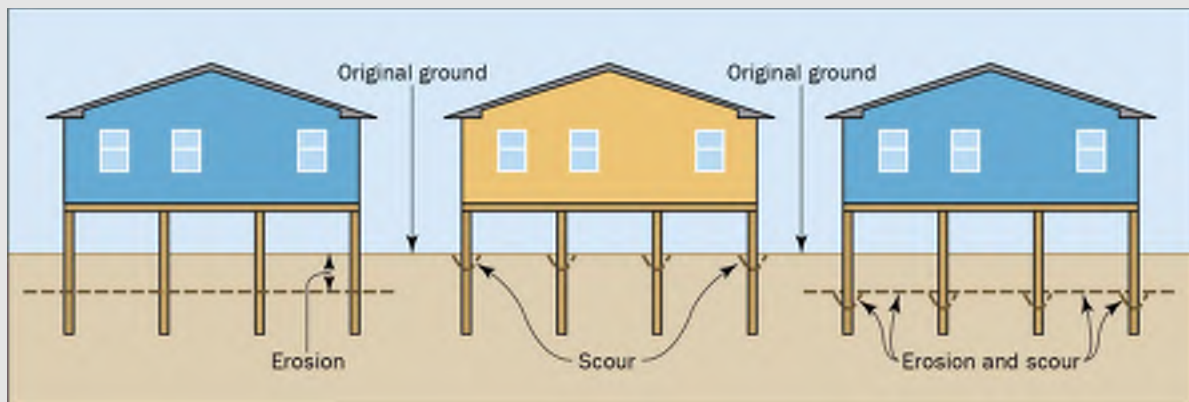 Original ground
Original ground
Erosion
Scour
Erosion and scour